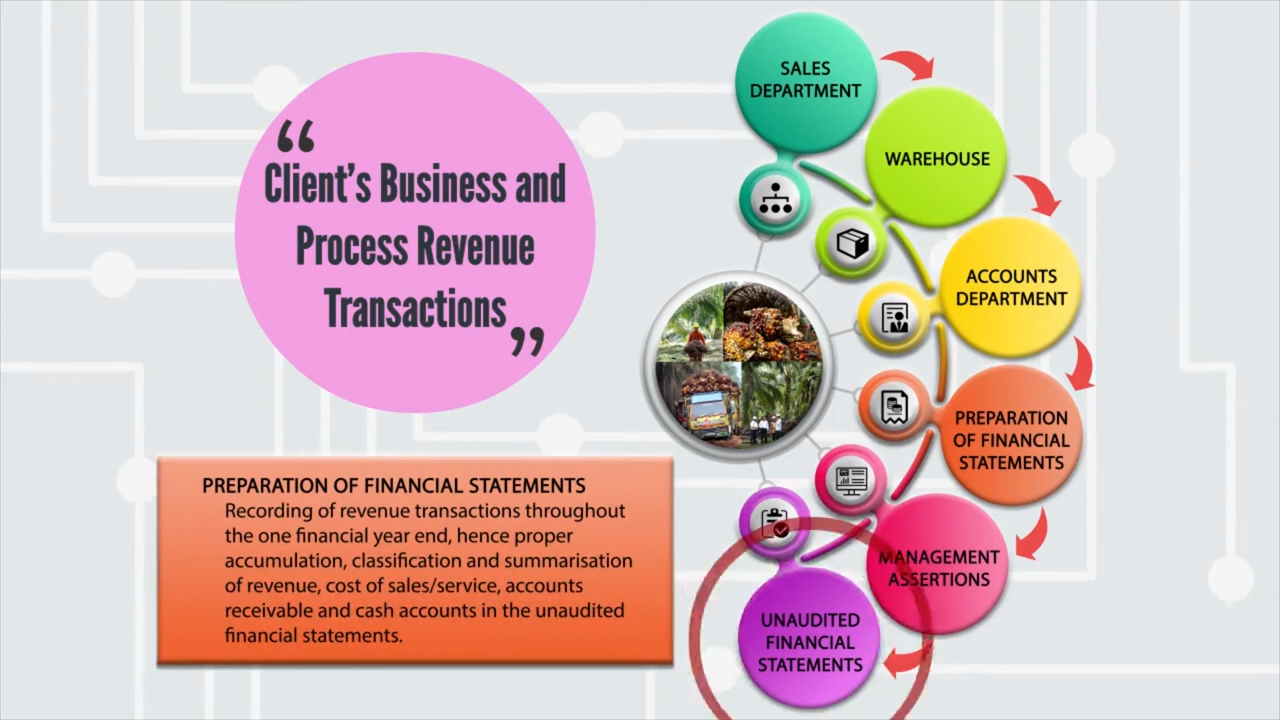 “
Client’s Business and
Process Revenue
Transactions
”
SALES
DEPARTMENT
WAREHOUSE
ACCOUNTS
DEPARTMENT
PREPARATION
OF FINANCIAL
STATEMENTS
MANAGEMENT
ASSERTIONS
UNAUDITED
FINANCIAL
STATEMENTS
PREPARATION OF FINANCIAL STATEMENTS
Recording of revenue transactions throughout
the one financial year end, hence proper
accumulation, classification and summarisation
of revenue, cost of sales/service, accounts
receivable and cash accounts in the unaudited
financial statements.